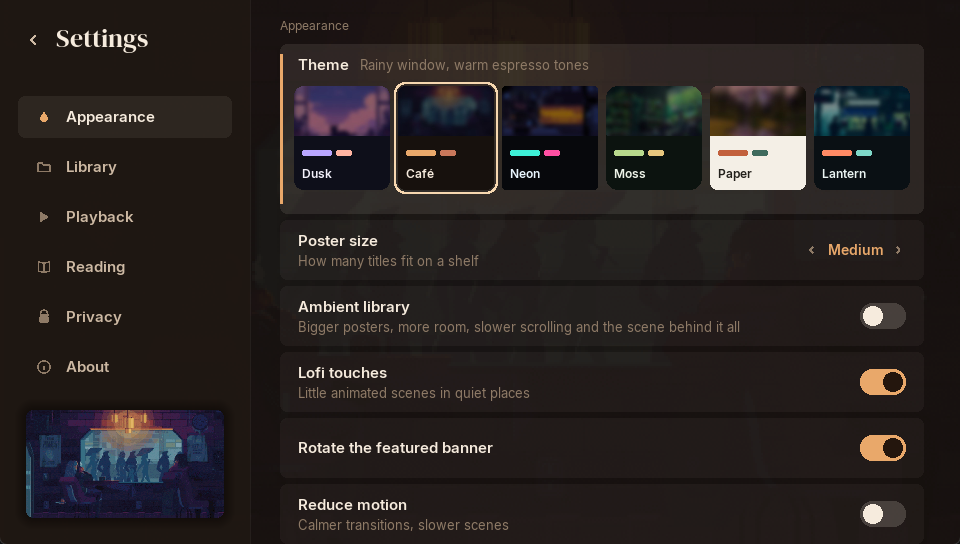 Settings
Appearance
Library
Playback
Reading
Privacy
About
Appearance
Theme Rainy window, warm espresso tones
Dusk
Café
Neon
Moss
Paper
Lantern
Poster size
How many titles fit on a shelf
Medium
Ambient library
Bigger posters, more room, slower scrolling and the scene behind it all
Lofi touches
Little animated scenes in quiet places
Rotate the featured banner
Reduce motion
Calmer transitions, slower scenes